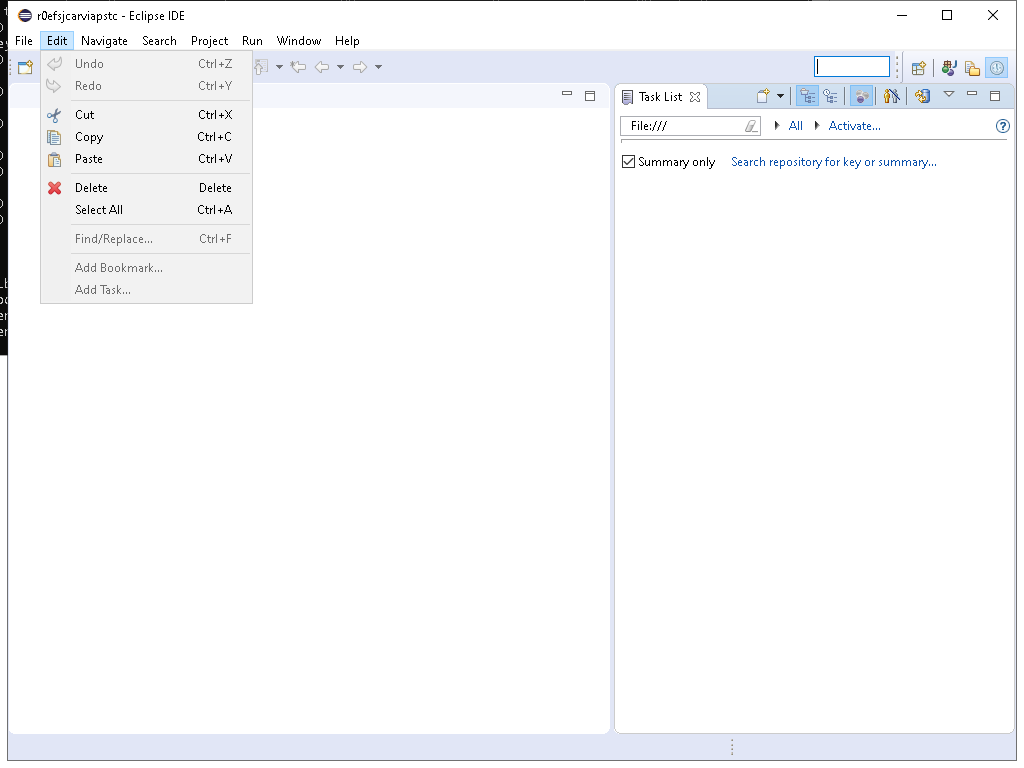 r0efsjcarviapstc - Eclipse IDE
File Edit Navigate Search Project Run Window Help
Undo Ctrl+Z
Redo Ctrl+Y
Cut Ctrl+X
Copy Ctrl+C
Paste Ctrl+V
Delete Delete
Select All Ctrl+A
Find/Replace... Ctrl+F
Add Bookmark...
Add Task...
Task List
File:/// All Activate...
Summary only Search repository for key or summary...